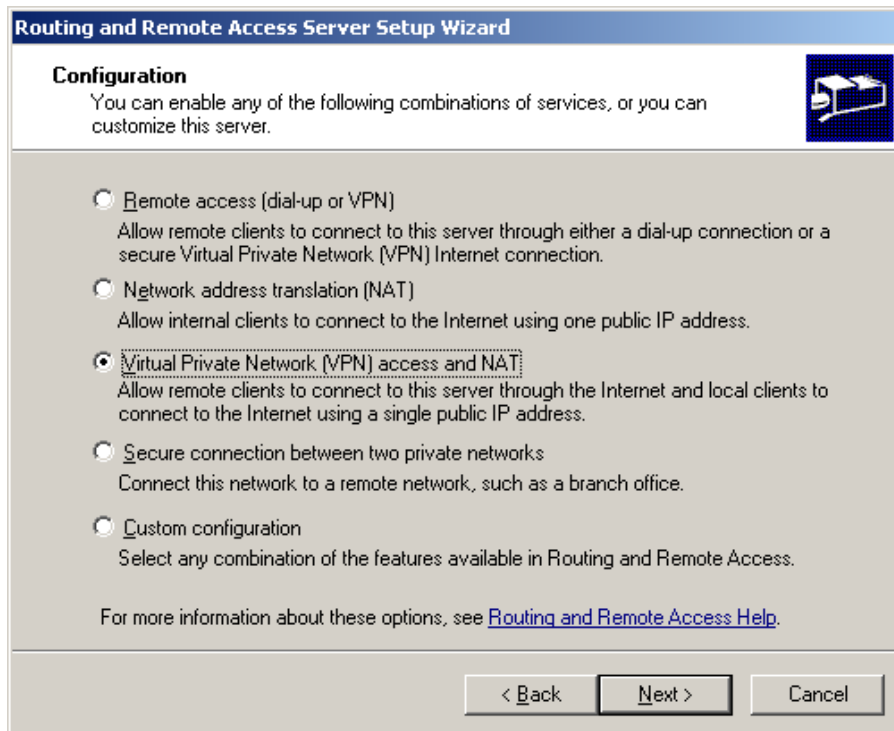 Routing and Remote Access Server Setup Wizard
Configuration
You can enable any of the following combinations of services, or you can
customize this server.
Remote access (dial-up or VPN)
Allow remote clients to connect to this server through either a dial-up connection or a
secure Virtual Private Network (VPN) Internet connection.
Network address translation (NAT)
Allow internal clients to connect to the Internet using one public IP address.
Virtual Private Network (VPN) access and NAT
Allow remote clients to connect to this server through the Internet and local clients to
connect to the Internet using a single public IP address.
Secure connection between two private networks
Connect this network to a remote network, such as a branch office.
Custom configuration
Select any combination of the features available in Routing and Remote Access.
For more information about these options, see Routing and Remote Access Help.
< Back Next > Cancel